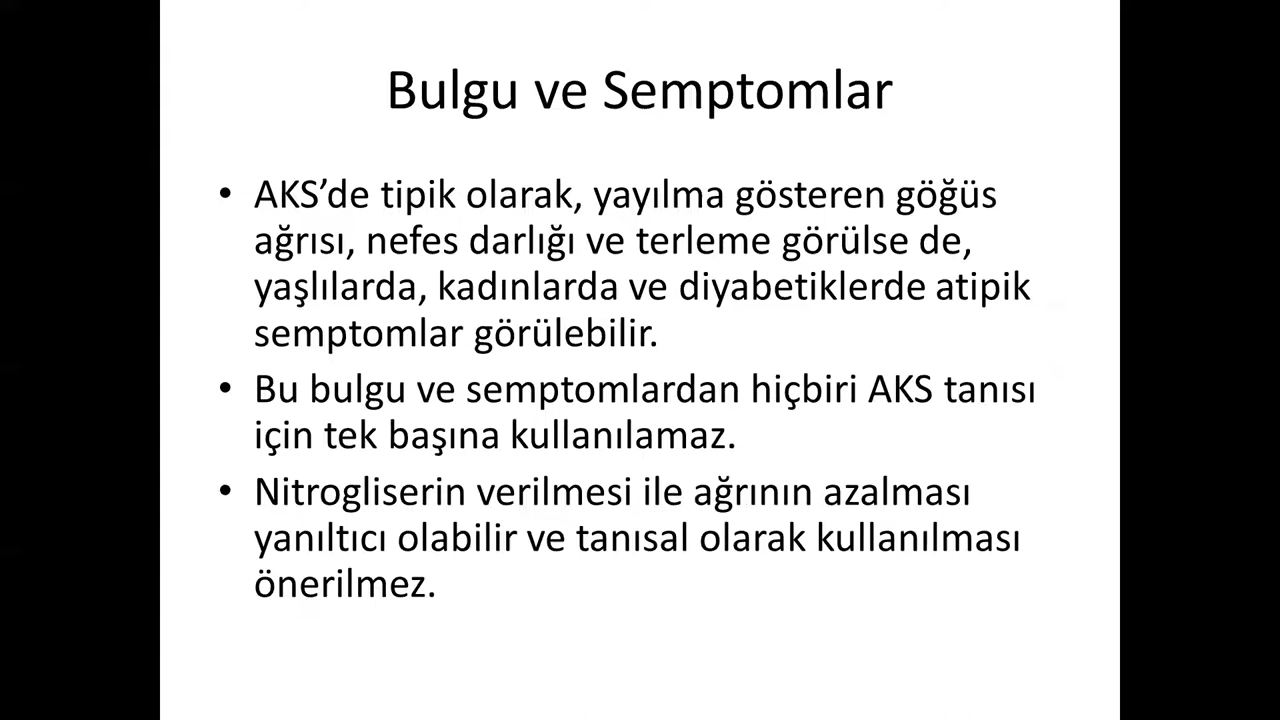 Bulgu ve Semptomlar
• AKS’de tipik olarak, yayılma gösteren göğüs
ağrısı, nefes darlığı ve terleme görülse de,
yaşlılarda, kadınlarda ve diyabetiklerde atipik
semptomlar görülebilir.
• Bu bulgu ve semptomlardan hiçbiri AKS tanısı
için tek başına kullanılamaz.
• Nitrogliserin verilmesi ile ağrının azalması
yanıltıcı olabilir ve tanısal olarak kullanılması
önerilmez.